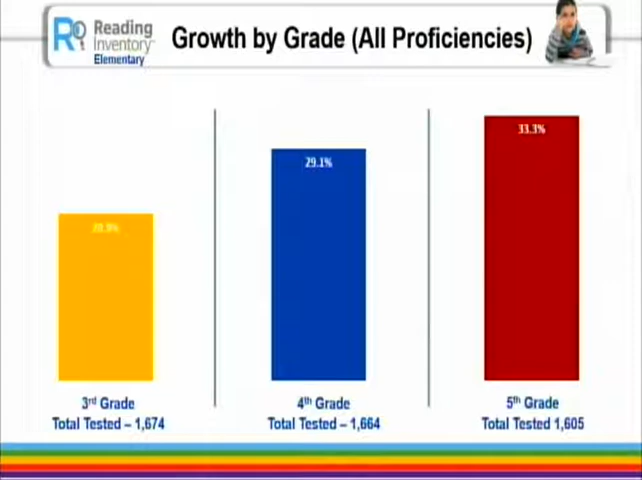 Reading
Inventory
Elementary
Growth by Grade (All Proficiencies)
29.1%
33.3%
3rd Grade
4th Grade
5th Grade
Total Tested – 1,674
Total Tested – 1,664
Total Tested 1,605